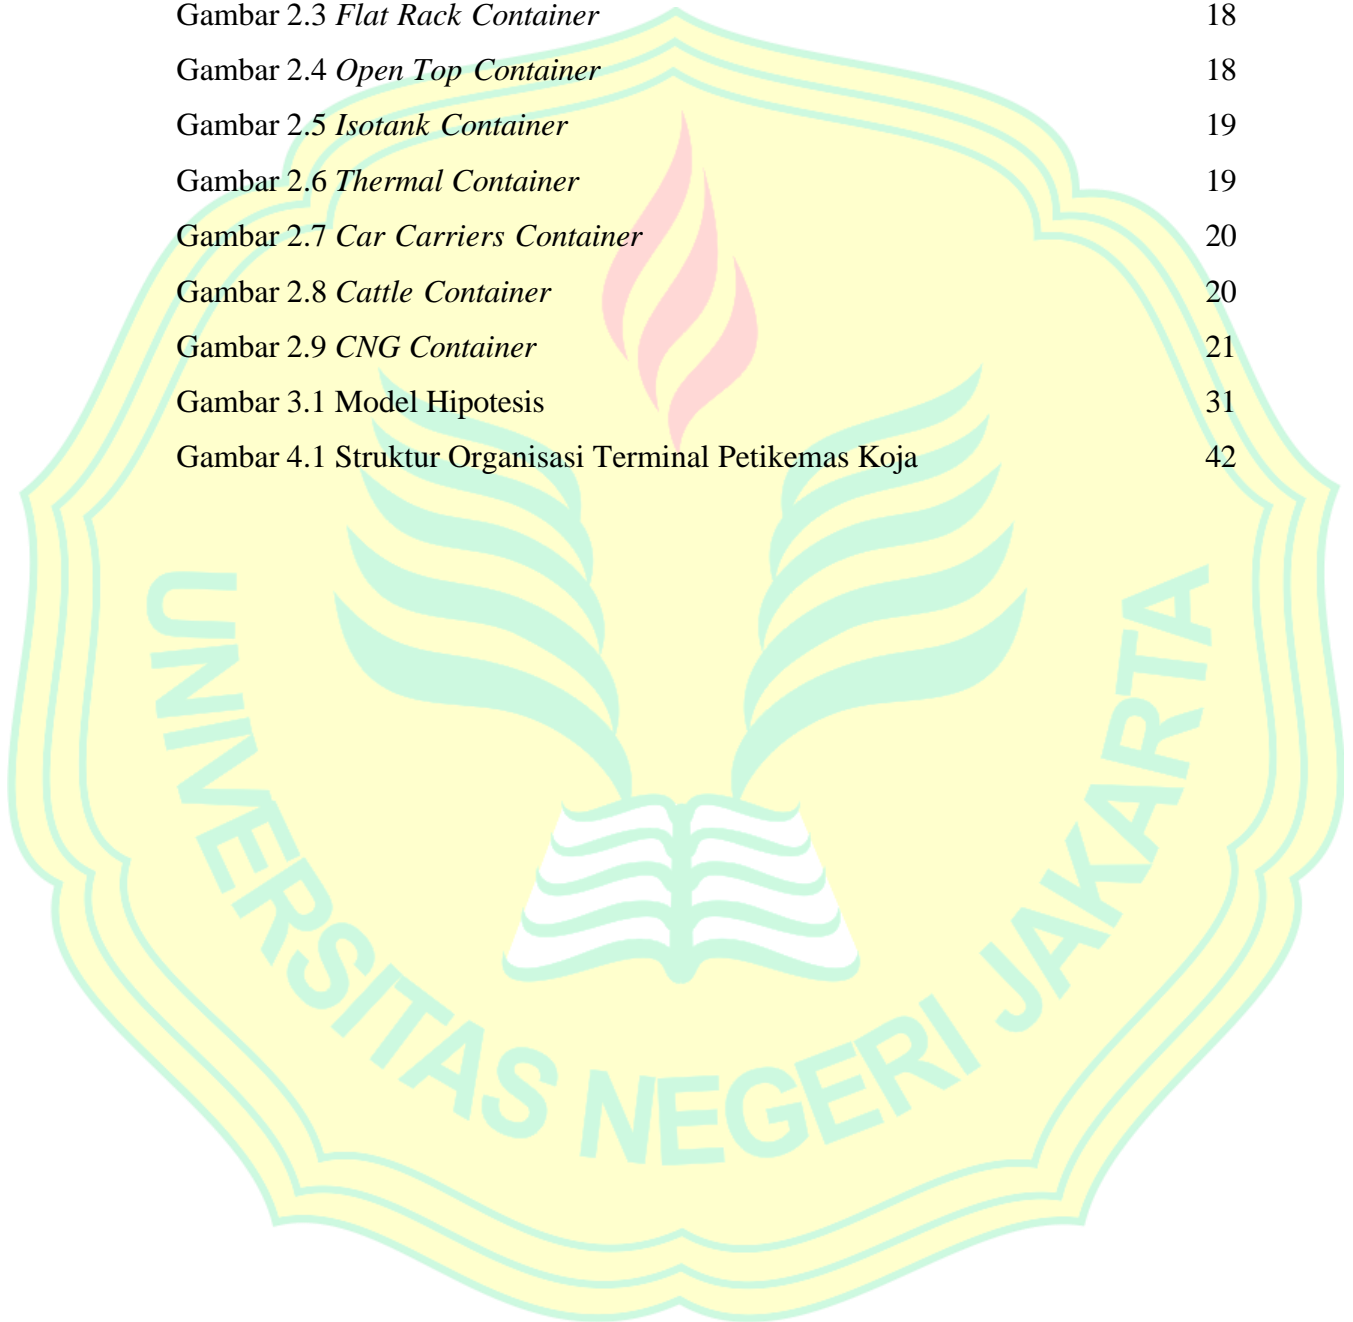 Gambar 2.3 Flat Rack Container 18
Gambar 2.4 Open Top Container 18
Gambar 2.5 Isotank Container 19
Gambar 2.6 Thermal Container 19
Gambar 2.7 Car Carriers Container 20
Gambar 2.8 Cattle Container 20
Gambar 2.9 CNG Container 21
Gambar 3.1 Model Hipotesis 31
Gambar 4.1 Struktur Organisasi Terminal Petikemas Koja 42
UNIVERSITAS NEGERI JAKARTA